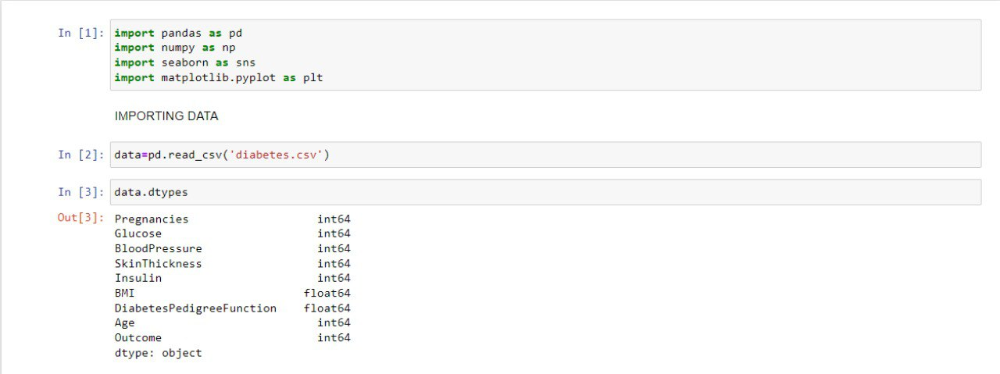 In [1]: import pandas as pd
import numpy as np
import seaborn as sns
import matplotlib.pyplot as plt
IMPORTING DATA
In [2]: data=pd.read_csv('diabetes.csv')
In [3]: data.dtypes
Out[3]: Pregnancies int64
Glucose int64
BloodPressure int64
SkinThickness int64
Insulin int64
BMI float64
DiabetesPedigreeFunction float64
Age int64
Outcome int64
dtype: object